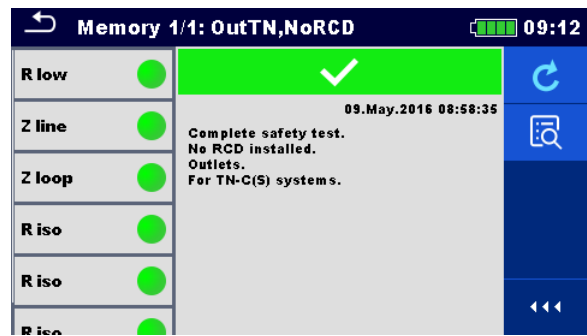 Memory 1/1: OutTN,NoRCD 09:12
R low
Z line
Z loop
R iso
R iso
R iso
09.May.2016 08:58:35
Complete safety test.
No RCD installed.
Outlets.
For TN-C(S) systems.